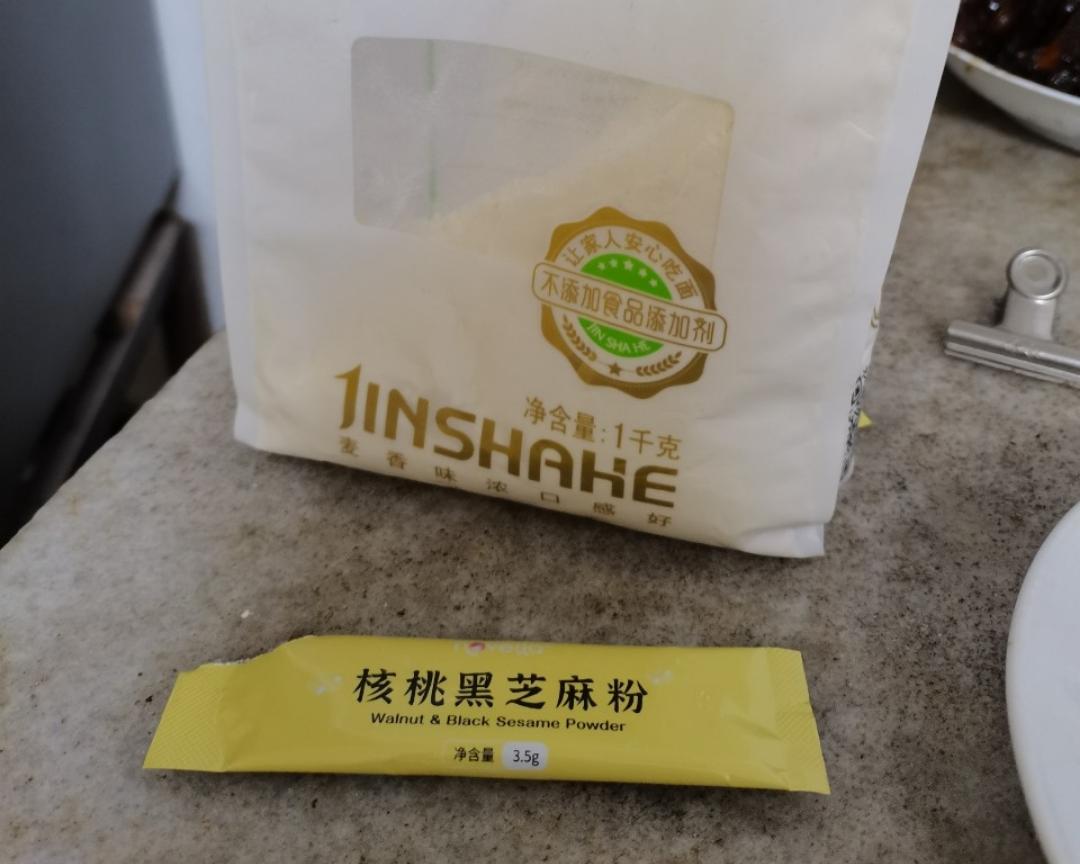 让家人安心吃面
不添加食品添加剂
JIN SHA HE
净含量:1千克
JINSHAHE
麦香味浓口感好
核桃黑芝麻粉
Walnut & Black Sesame Powder
净含量 3.5g